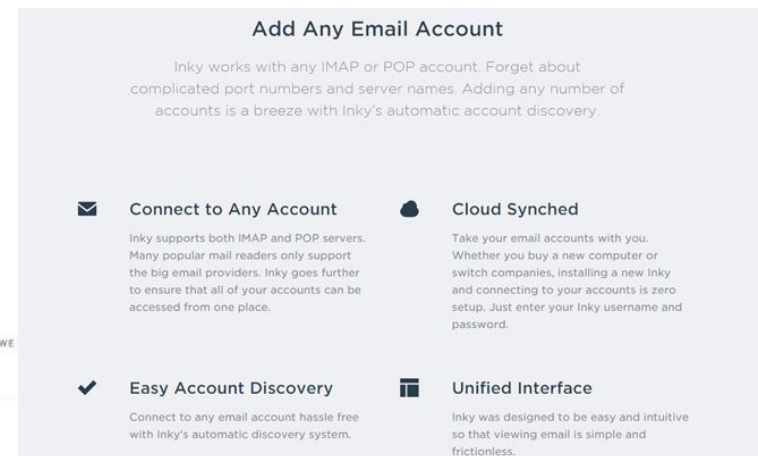 Add Any Email Account
Inky works with any IMAP or POP account. Forget about
complicated port numbers and server names. Adding any number of
accounts is a breeze with Inky's automatic account discovery.
Connect to Any Account
Inky supports both IMAP and POP servers.
Many popular mail readers only support
the big email providers. Inky goes further
to ensure that all of your accounts can be
accessed from one place.
Cloud Synched
Take your email accounts with you.
Whether you buy a new computer or
switch companies, installing a new Inky
and connecting to your accounts is zero
setup. Just enter your Inky username and
password.
WE
Easy Account Discovery
Connect to any email account hassle free
with Inky's automatic discovery system.
Unified Interface
Inky was designed to be easy and intuitive
so that viewing email is simple and
frictionless.